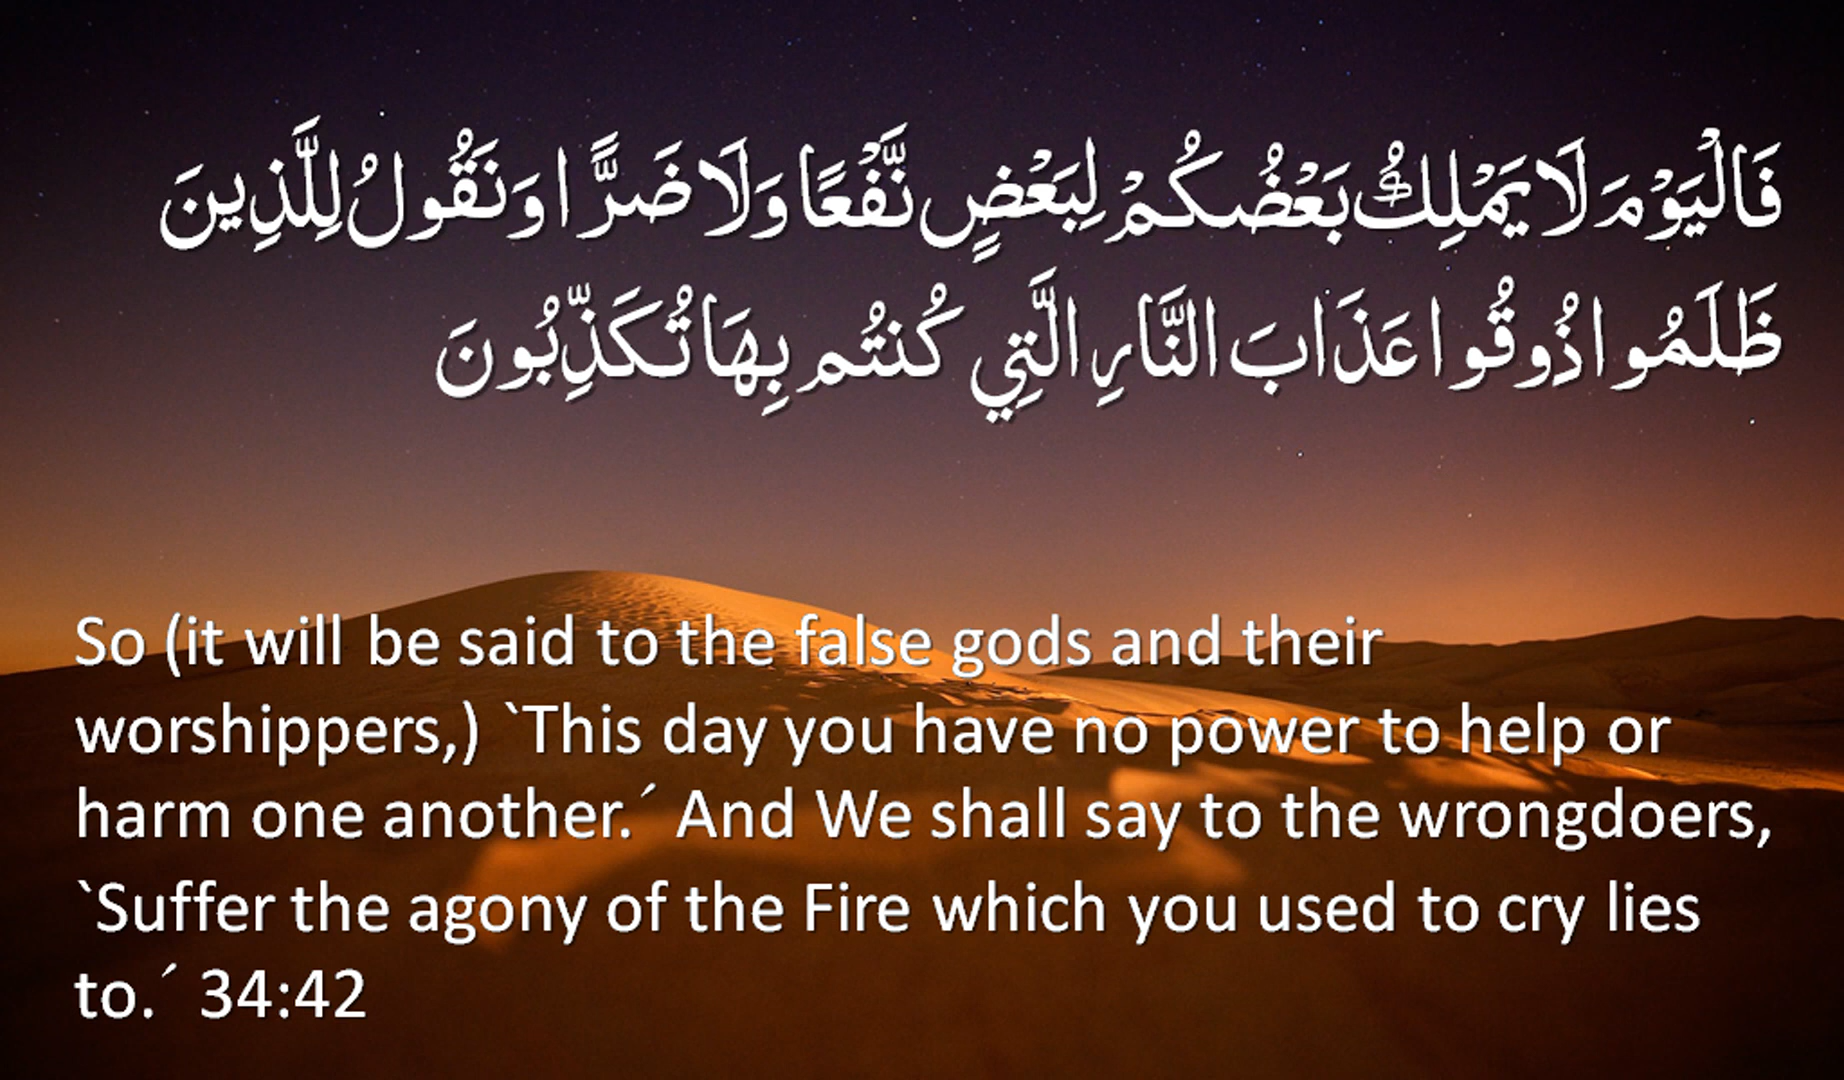 فَالْيَوْمَ لَا يَمْلِكُ بَعْضُكُمْ لِبَعْضٍ نَّفْعًا وَلَا ضَرًّا وَنَقُولُ لِلَّذِينَ
ظَلَمُوا ذُوقُوا عَذَابَ النَّارِ الَّتِي كُنتُم بِهَا تُكَذِّبُونَ
So (it will be said to the false gods and their
worshippers,) `This day you have no power to help or
harm one another.´ And We shall say to the wrongdoers,
`Suffer the agony of the Fire which you used to cry lies
to.´ 34:42